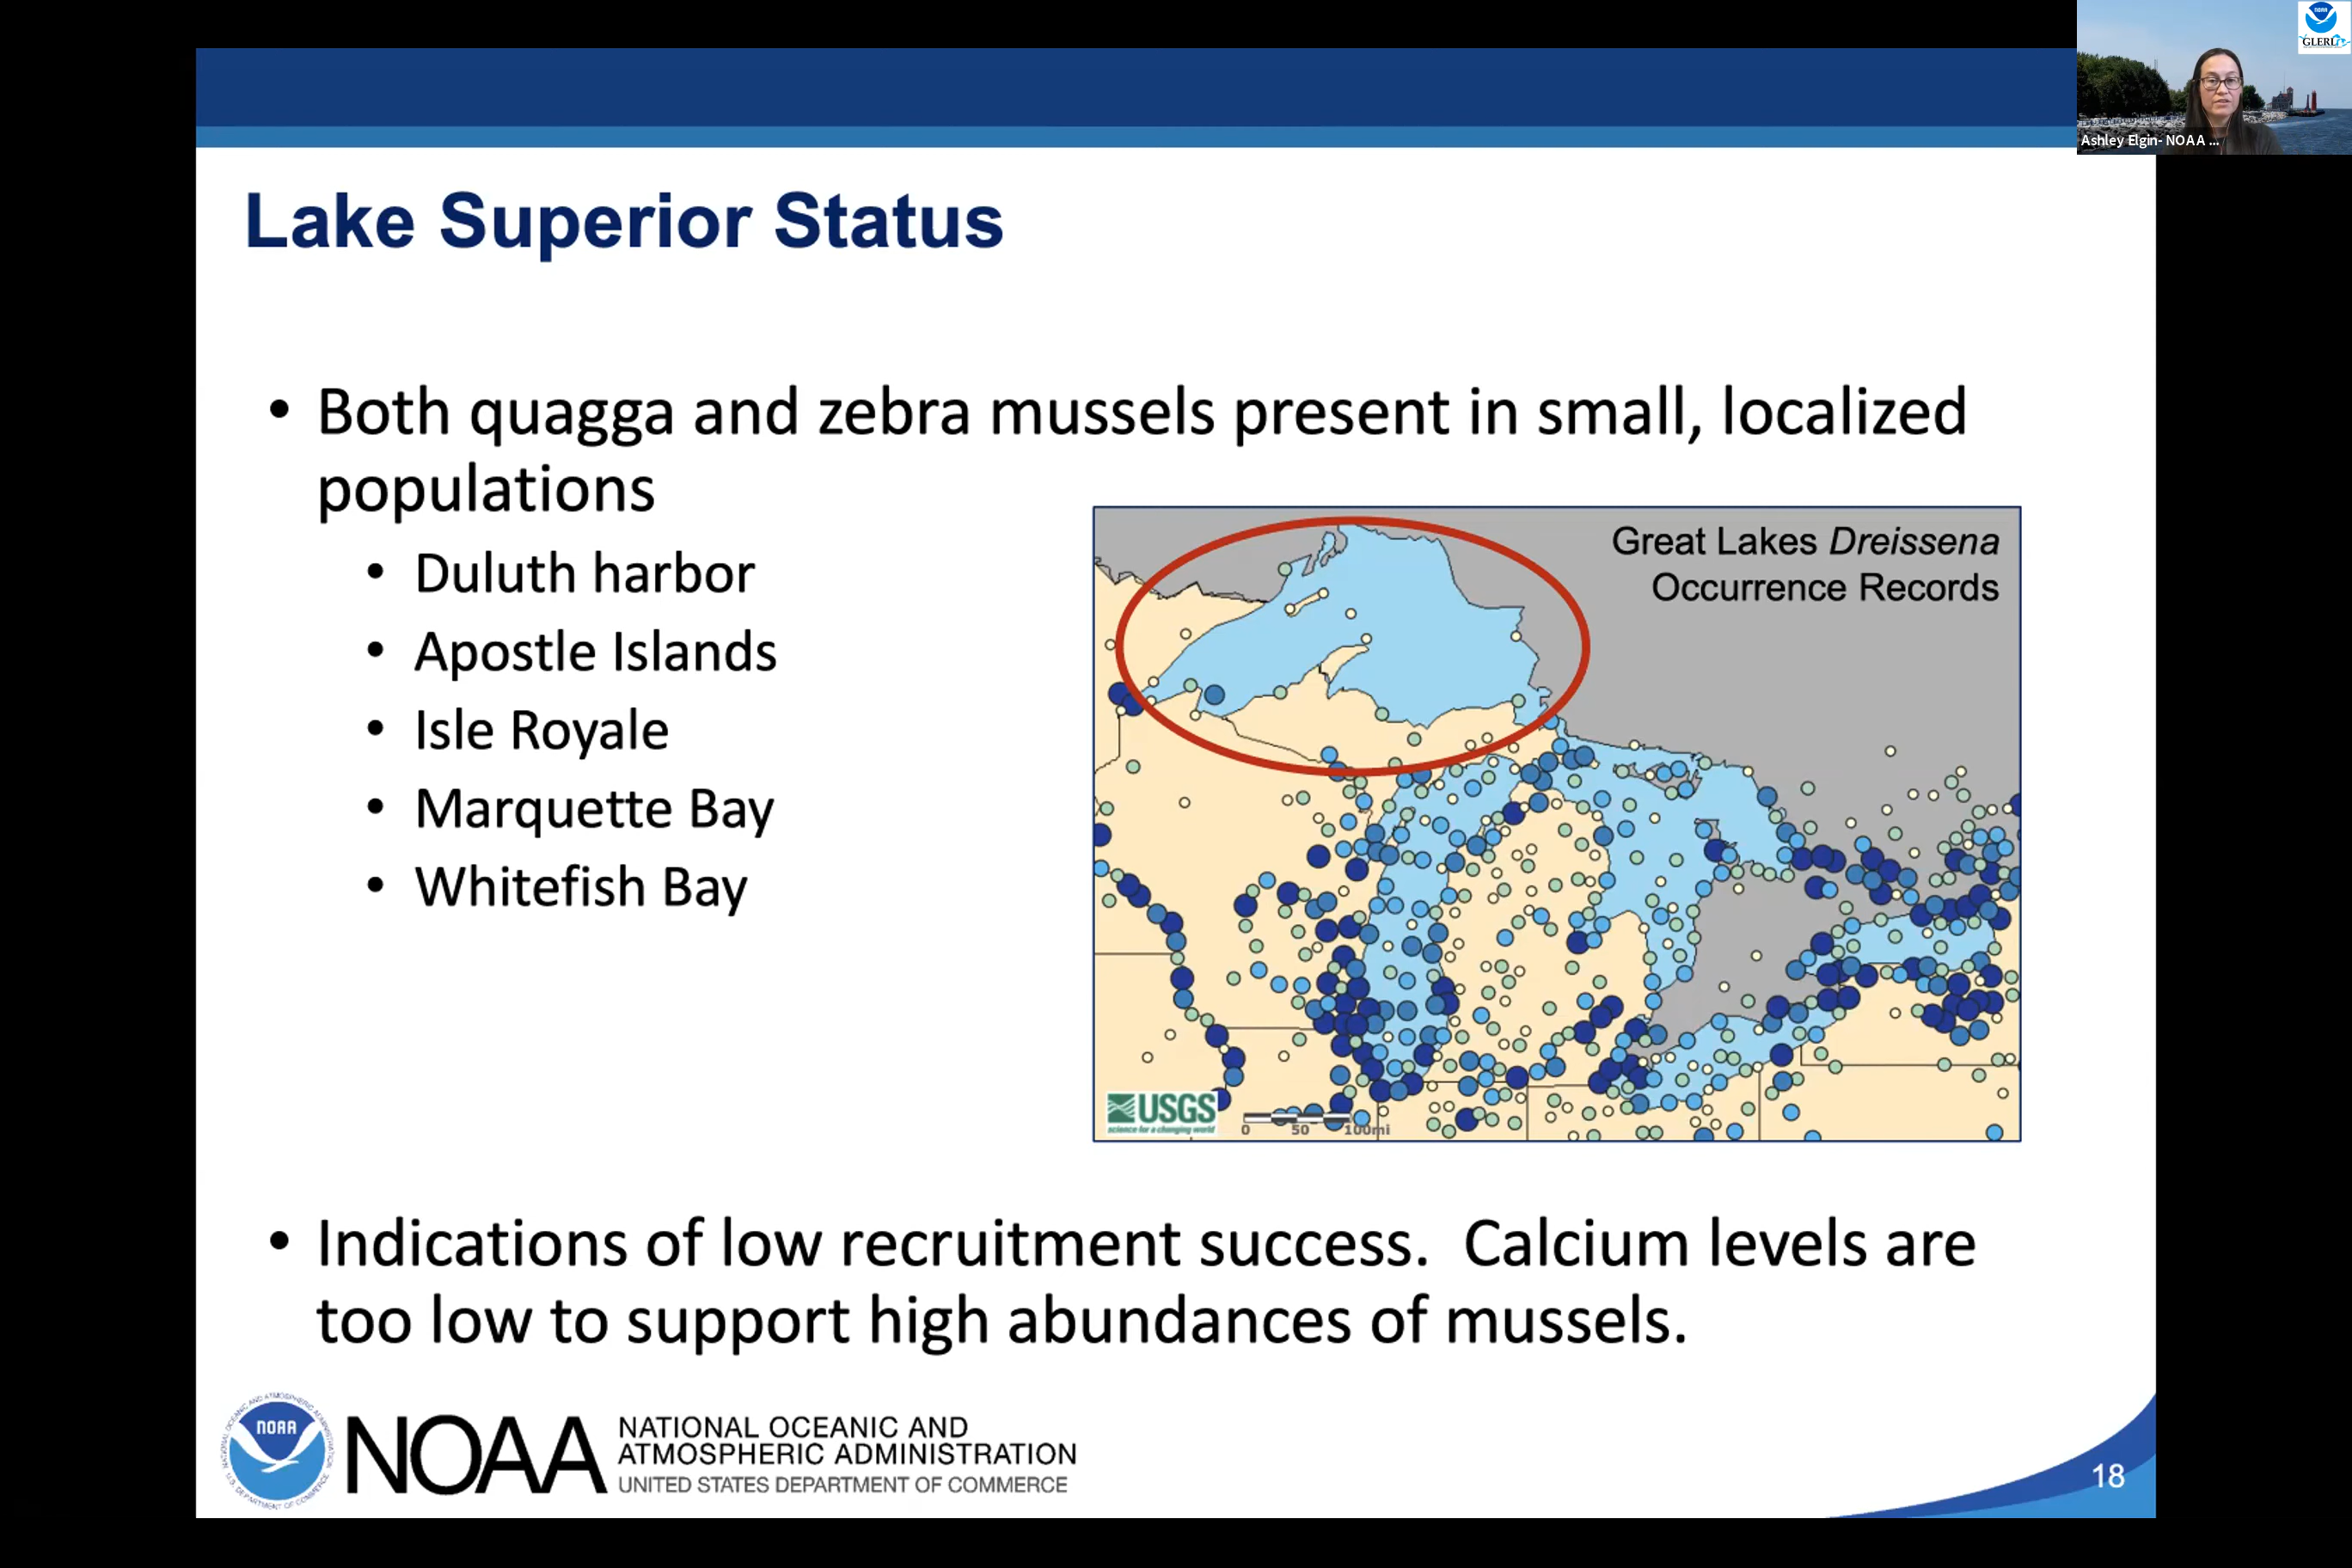 NOAA
GLERL
Ashley Elgin- NOAA ...
Lake Superior Status
• Both quagga and zebra mussels present in small, localized
populations
• Duluth harbor
• Apostle Islands
• Isle Royale
• Marquette Bay
• Whitefish Bay
Great Lakes Dreissena
Occurrence Records
USGS
science for a changing world
0 50 100mi
• Indications of low recruitment success.  Calcium levels are
too low to support high abundances of mussels.
NOAA
NOAA
NATIONAL OCEANIC AND
ATMOSPHERIC ADMINISTRATION
UNITED STATES DEPARTMENT OF COMMERCE
18